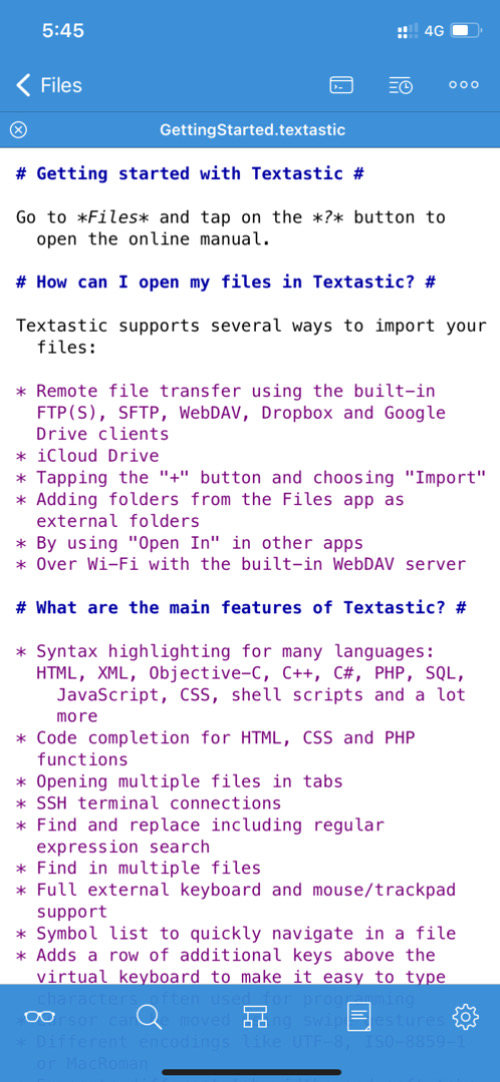 5:45
4G
Files
GettingStarted.textastic
# Getting started with Textastic #
Go to *Files* and tap on the *?* button to
open the online manual.
# How can I open my files in Textastic? #
Textastic supports several ways to import your
files:
* Remote file transfer using the built-in
FTP(S), SFTP, WebDAV, Dropbox and Google
Drive clients
* iCloud Drive
* Tapping the "+" button and choosing "Import"
* Adding folders from the Files app as
external folders
* By using "Open In" in other apps
* Over Wi-Fi with the built-in WebDAV server
# What are the main features of Textastic? #
* Syntax highlighting for many languages:
HTML, XML, Objective-C, C++, C#, PHP, SQL,
JavaScript, CSS, shell scripts and a lot
more
* Code completion for HTML, CSS and PHP
functions
* Opening multiple files in tabs
* SSH terminal connections
* Find and replace including regular
expression search
* Find in multiple files
* Full external keyboard and mouse/trackpad
support
* Symbol list to quickly navigate in a file
* Adds a row of additional keys above the
virtual keyboard to make it easy to type
characters often used for programming
* Cursor can be moved using swipe gestures
* Different encodings like UTF-8, ISO-8859-1
or MacRoman